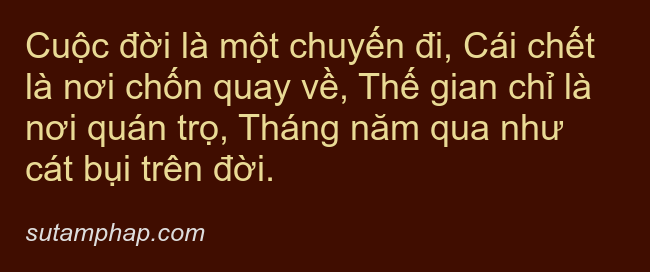 Cuộc đời là một chuyến đi, Cái chết
là nơi chốn quay về, Thế gian chỉ là
nơi quán trọ, Tháng năm qua như
cát bụi trên đời.
sutamphap.com